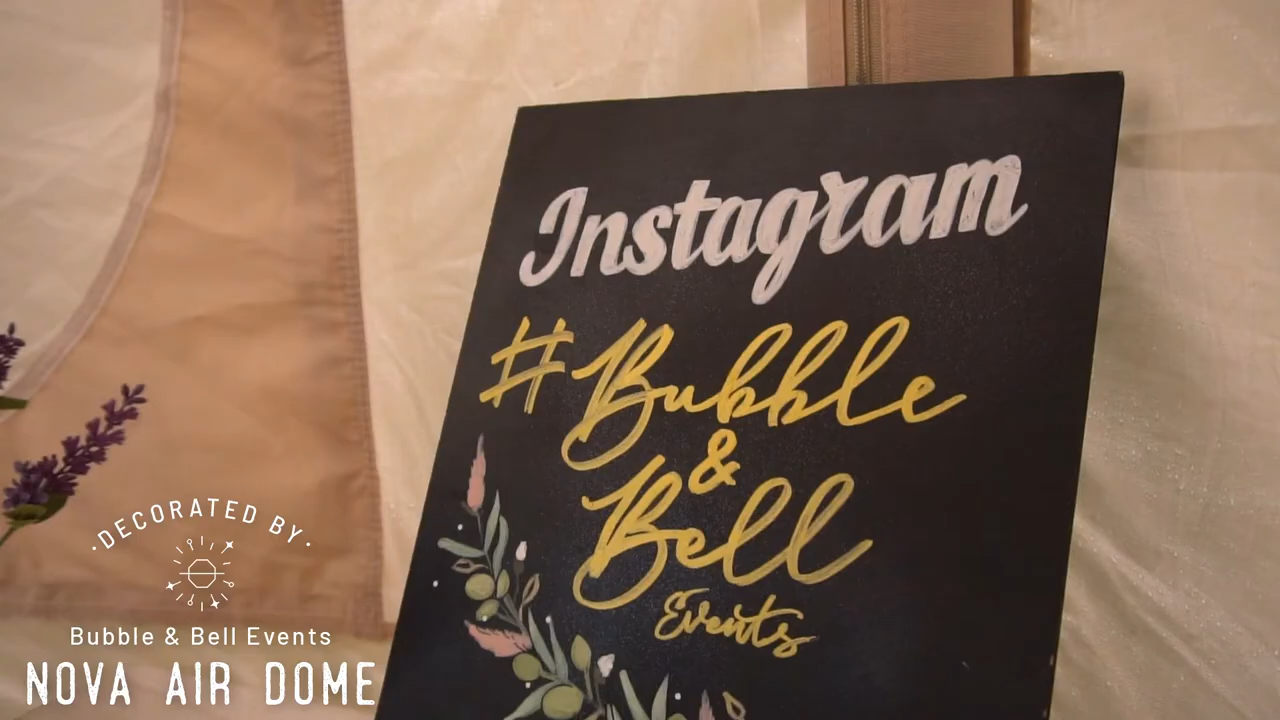 Instagram
#Bubble
&
Bell
Events
·DECORATED BY·
Bubble & Bell Events
NOVA AIR DOME